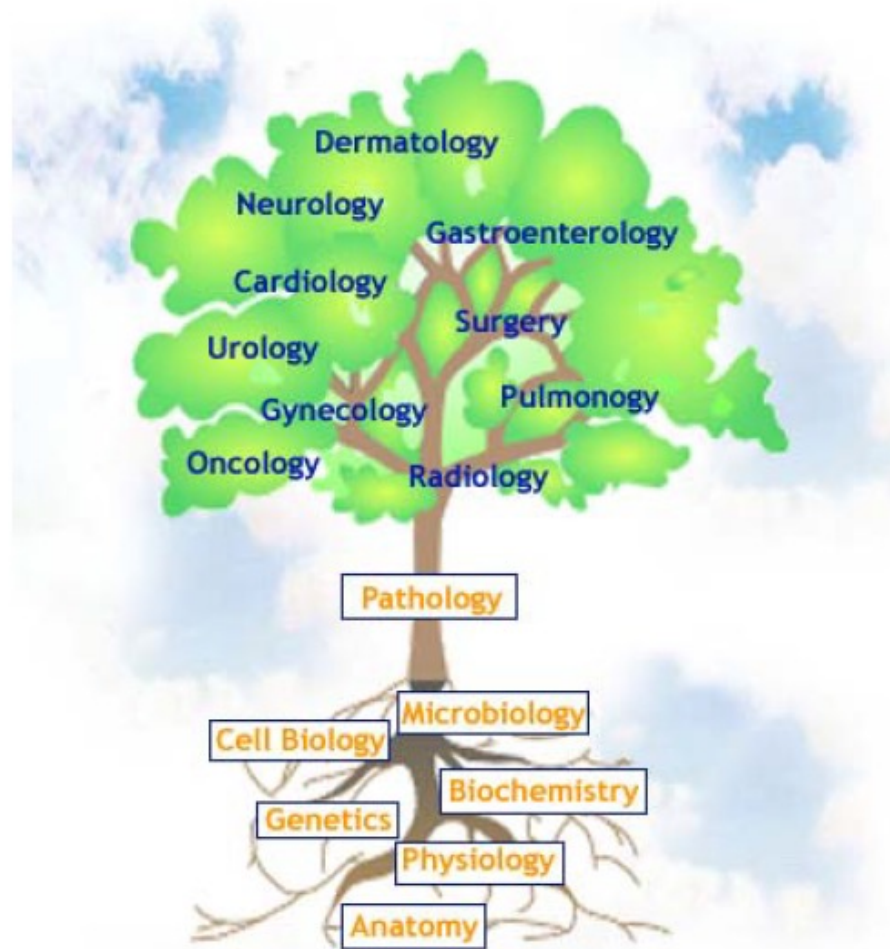 Dermatology
Neurology
Gastroenterology
Cardiology
Surgery
Urology
Pulmonogy
Gynecology
Oncology
Radiology
Pathology
Microbiology
Cell Biology
Biochemistry
Genetics
Physiology
Anatomy